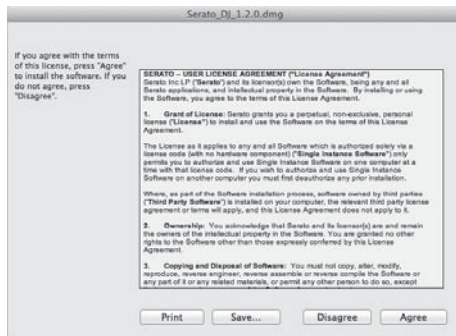 Serato_DJ_1.2.0.dmg
If you agree with the terms
of this license, press "Agree"
to install the software. If you
do not agree, press
"Disagree".
SERATO – USER LICENSE AGREEMENT ("License Agreement")
Serato Inc LP ("Serato") and its licensor(s) own the Software, being any and all
Serato applications, and intellectual property in the Software. By installing or using
the Software, you agree to the terms of this License Agreement.
1. Grant of License: Serato grants you a perpetual, non-exclusive, personal
license ("License") to install and use the Software on the terms of this License
Agreement.
The License as it applies to any and all Software which is authorized solely via a
license code (with no hardware component) ("Single Instance Software") only
permits you to authorize and use Single Instance Software on one computer at a
time with that license code. If you wish to authorize and use Single Instance
Software on another computer you must first deauthorize any prior installation.
Where, as part of the Software installation process, software owned by third parties
("Third Party Software") is installed on your computer, the relevant third party license
agreement or terms will apply, and this License Agreement does not apply to it.
2. Ownership: You acknowledge that Serato and its licensor(s) are and remain
the owners of the intellectual property in the Software. You are granted no other
rights to the Software other than those expressly conferred by this License
Agreement.
3. Copying and Disposal of Software: You must not copy, alter, modify,
reproduce, reverse engineer, reverse assemble or reverse compile the Software or
any part of it or any related materials, or permit any other person to do so, except
Print Save... Disagree Agree